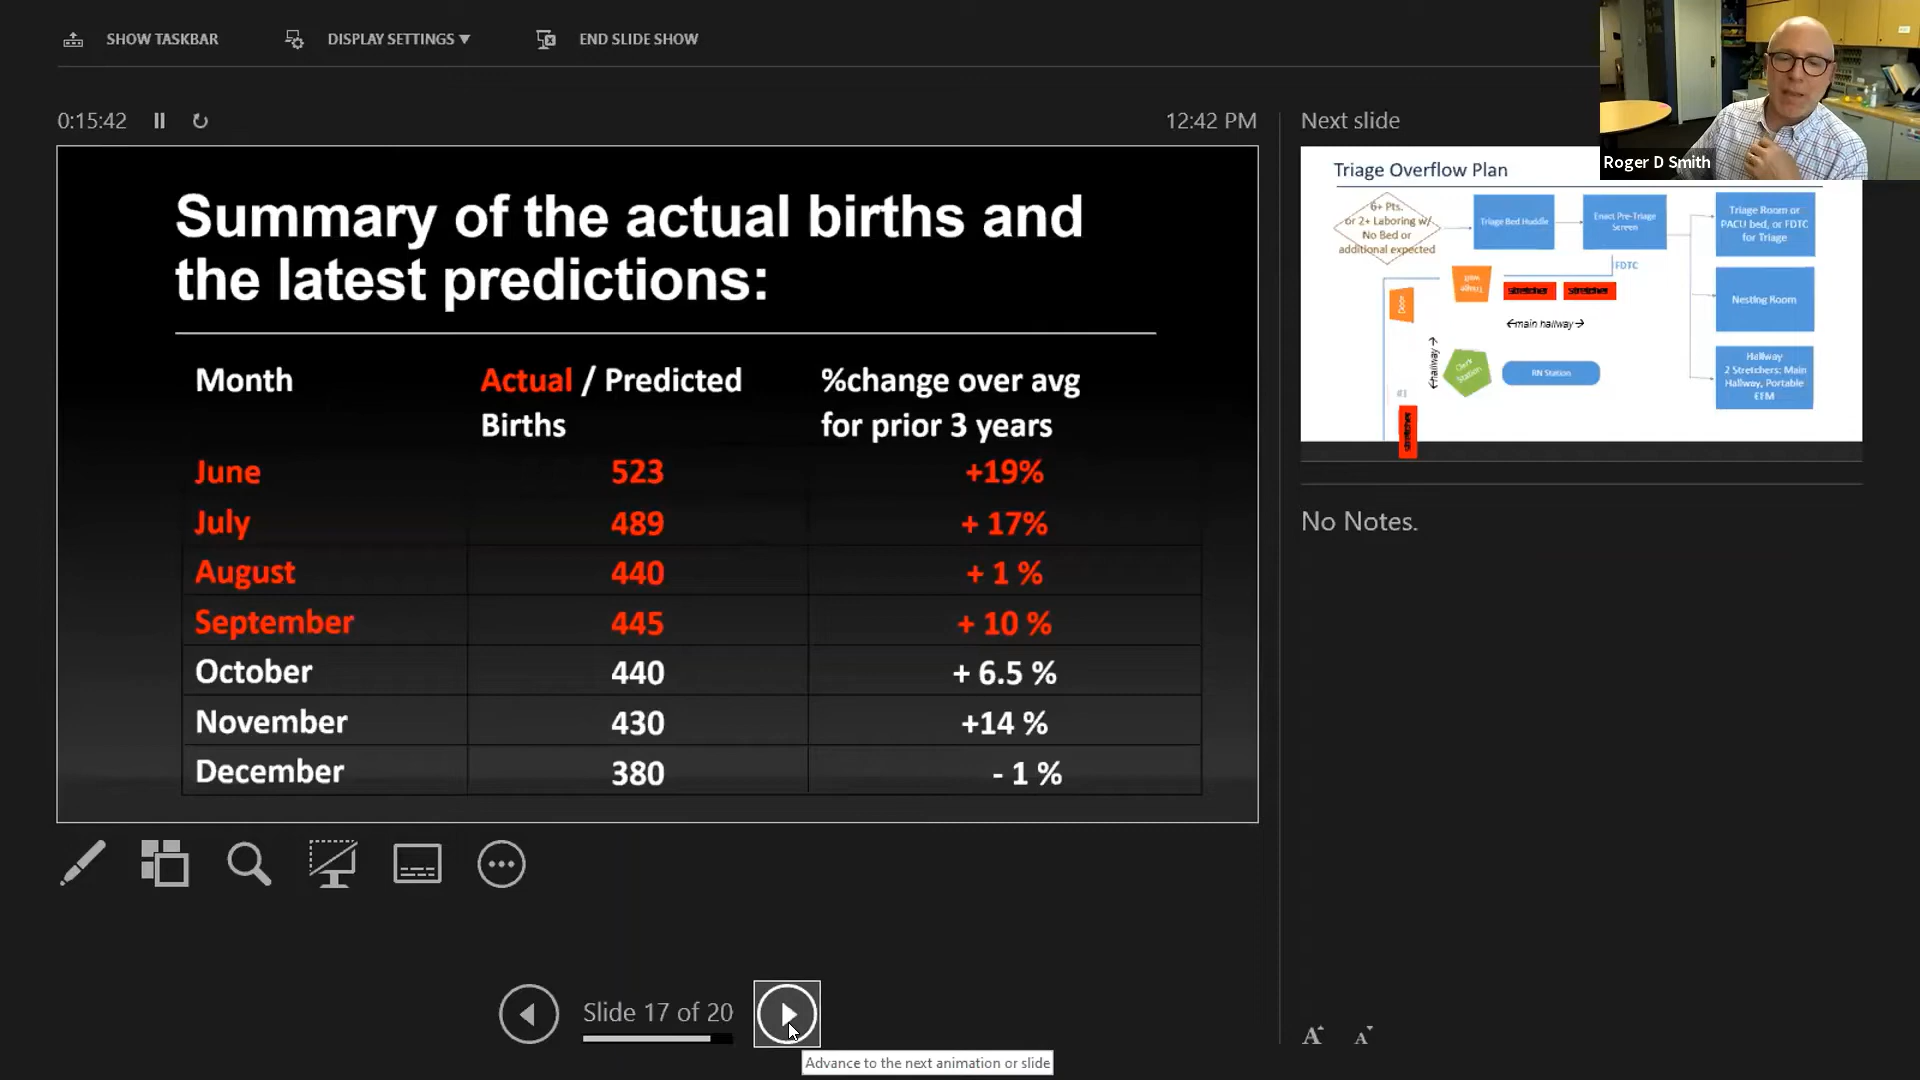 SHOW TASKBAR
DISPLAY SETTINGS ▼
END SLIDE SHOW
0:15:42
12:42 PM
Summary of the actual births and
the latest predictions:
Month
Actual / Predicted
Births
%change over avg
for prior 3 years
June 523 +19%
July 489 + 17%
August 440 + 1 %
September 445 + 10 %
October 440 + 6.5 %
November 430 +14 %
December 380 - 1 %
Slide 17 of 20
Advance to the next animation or slide
Next slide
Roger D Smith
Triage Overflow Plan
6+ Pts.
or 2+ Laboring w/
No Bed or
additional expected
Triage Bed Huddle
Enact Pre-Triage
Screen
Triage Room or
PACU bed, or FDTC
for Triage
FDTC
Triage
Wall
Door
stretcher
stretcher
Nesting Room
←main hallway→
←hallway→
Clerk
Station
RN Station
Hallway
2 Stretchers: Main
Hallway, Portable
EFM
#1
stretcher
No Notes.
A
A